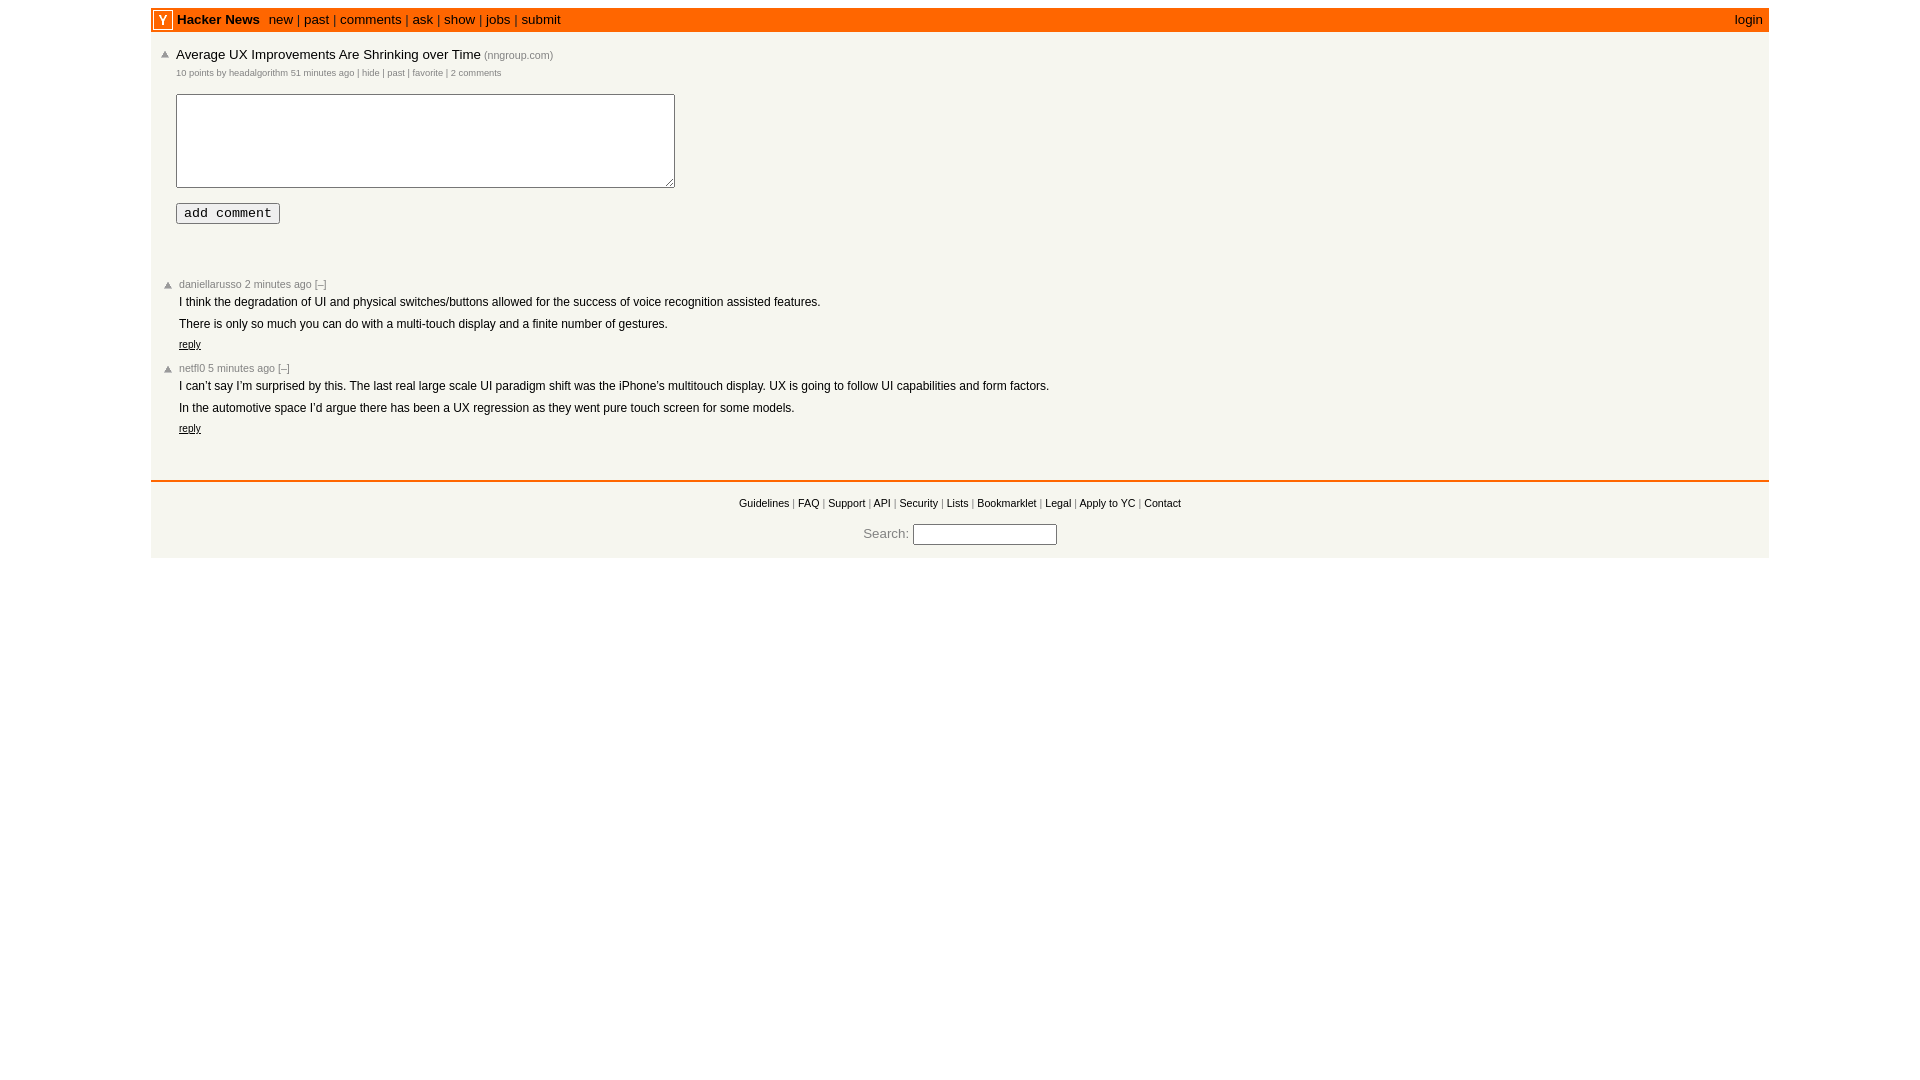 Y Hacker News new | past | comments | ask | show | jobs | submit login
Average UX Improvements Are Shrinking over Time (nngroup.com)
10 points by headalgorithm 51 minutes ago | hide | past | favorite | 2 comments
add comment
daniellarusso 2 minutes ago [–]
I think the degradation of UI and physical switches/buttons allowed for the success of voice recognition assisted features.
There is only so much you can do with a multi-touch display and a finite number of gestures.
reply
netfl0 5 minutes ago [–]
I can’t say I’m surprised by this. The last real large scale UI paradigm shift was the iPhone’s multitouch display. UX is going to follow UI capabilities and form factors.
In the automotive space I’d argue there has been a UX regression as they went pure touch screen for some models.
reply
Guidelines | FAQ | Support | API | Security | Lists | Bookmarklet | Legal | Apply to YC | Contact
Search: